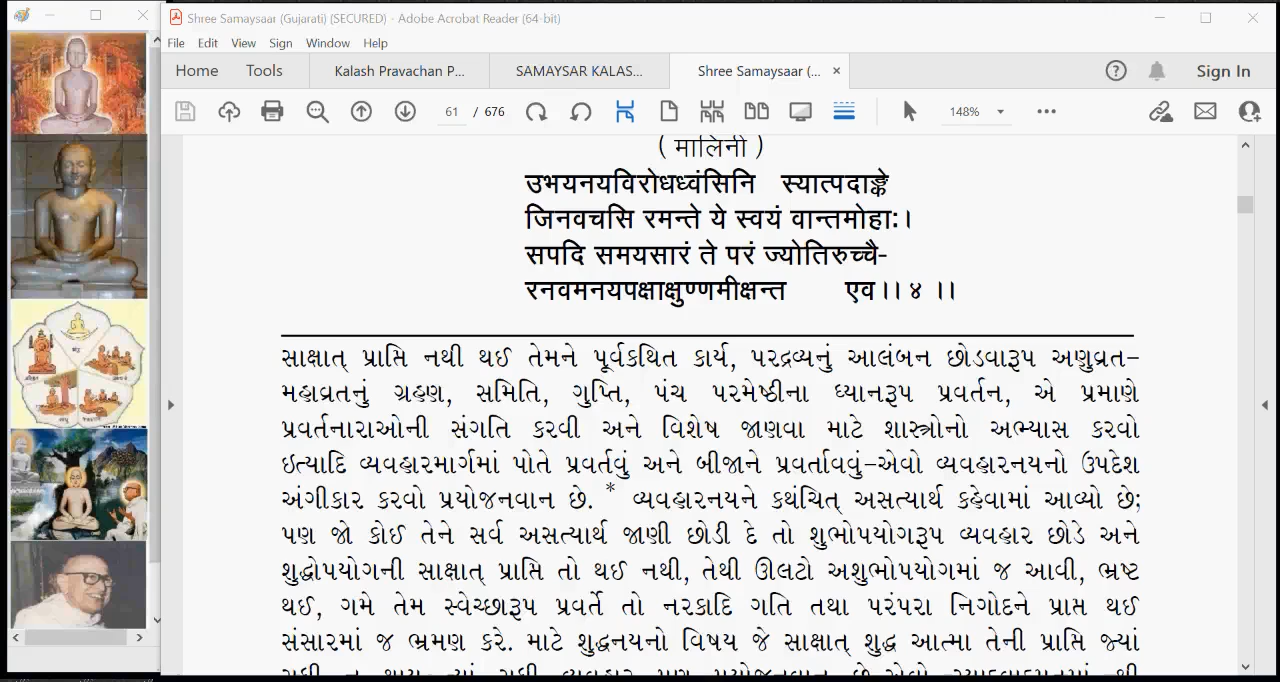 Shree Samaysaar (Gujarati) (SECURED) - Adobe Acrobat Reader (64-bit)
File Edit View Sign Window Help
Home Tools Kalash Pravachan P... SAMAYSAR KALAS... Shree Samaysaar (... × Sign In
61 / 676 148%
( मालिनी )
उभयनयविरोधध्वंसिनि स्यात्पदाङ्के
जिनवचसि रमन्ते ये स्वयं वान्तमोहाः।
सपदि समयसारं ते परं ज्योतिरुच्चै-
रनवमनयपक्षाक्षुण्णमीक्षन्त एव।। ४ ।।
સાક્ષાત્ પ્રાપ્તિ નથી થઈ તેમને પૂર્વકથિત કાર્ય, પરદ્રવ્યનું આલંબન છોડવારૂપ અણુવ્રત-
મહાવ્રતનું ગ્રહણ, સમિતિ, ગુપ્તિ, પંચ પરમેષ્ઠીના ધ્યાનરૂપ પ્રવર્તન, એ પ્રમાણે
પ્રવર્તનારાઓની સંગતિ કરવી અને વિશેષ જાણવા માટે શાસ્ત્રોનો અભ્યાસ કરવો
ઇત્યાદિ વ્યવહારમાર્ગમાં પોતે પ્રવર્તવું અને બીજાને પ્રવર્તાવવું-એવો વ્યવહારનયનો ઉપદેશ
અંગીકાર કરવો પ્રયોજનવાન છે. * વ્યવહારનયને કથંચિત્ અસત્યાર્થ કહેવામાં આવ્યો છે;
પણ જો કોઈ તેને સર્વ અસત્યાર્થ જાણી છોડી દે તો શુભોપયોગરૂપ વ્યવહાર છોડે અને
શુદ્ધોપયોગની સાક્ષાત્ પ્રાપ્તિ તો થઈ નથી, તેથી ઊલટો અશુભોપયોગમાં જ આવી, ભ્રષ્ટ
થઈ, ગમે તેમ સ્વેચ્છારૂપ પ્રવર્તે તો નરકાદિ ગતિ તથા પરંપરા નિગોદને પ્રાપ્ત થઈ
સંસારમાં જ ભ્રમણ કરે. માટે શુદ્ધનયનો વિષય જે સાક્ષાત્ શુદ્ધ આત્મા તેની પ્રાપ્તિ જ્યાં